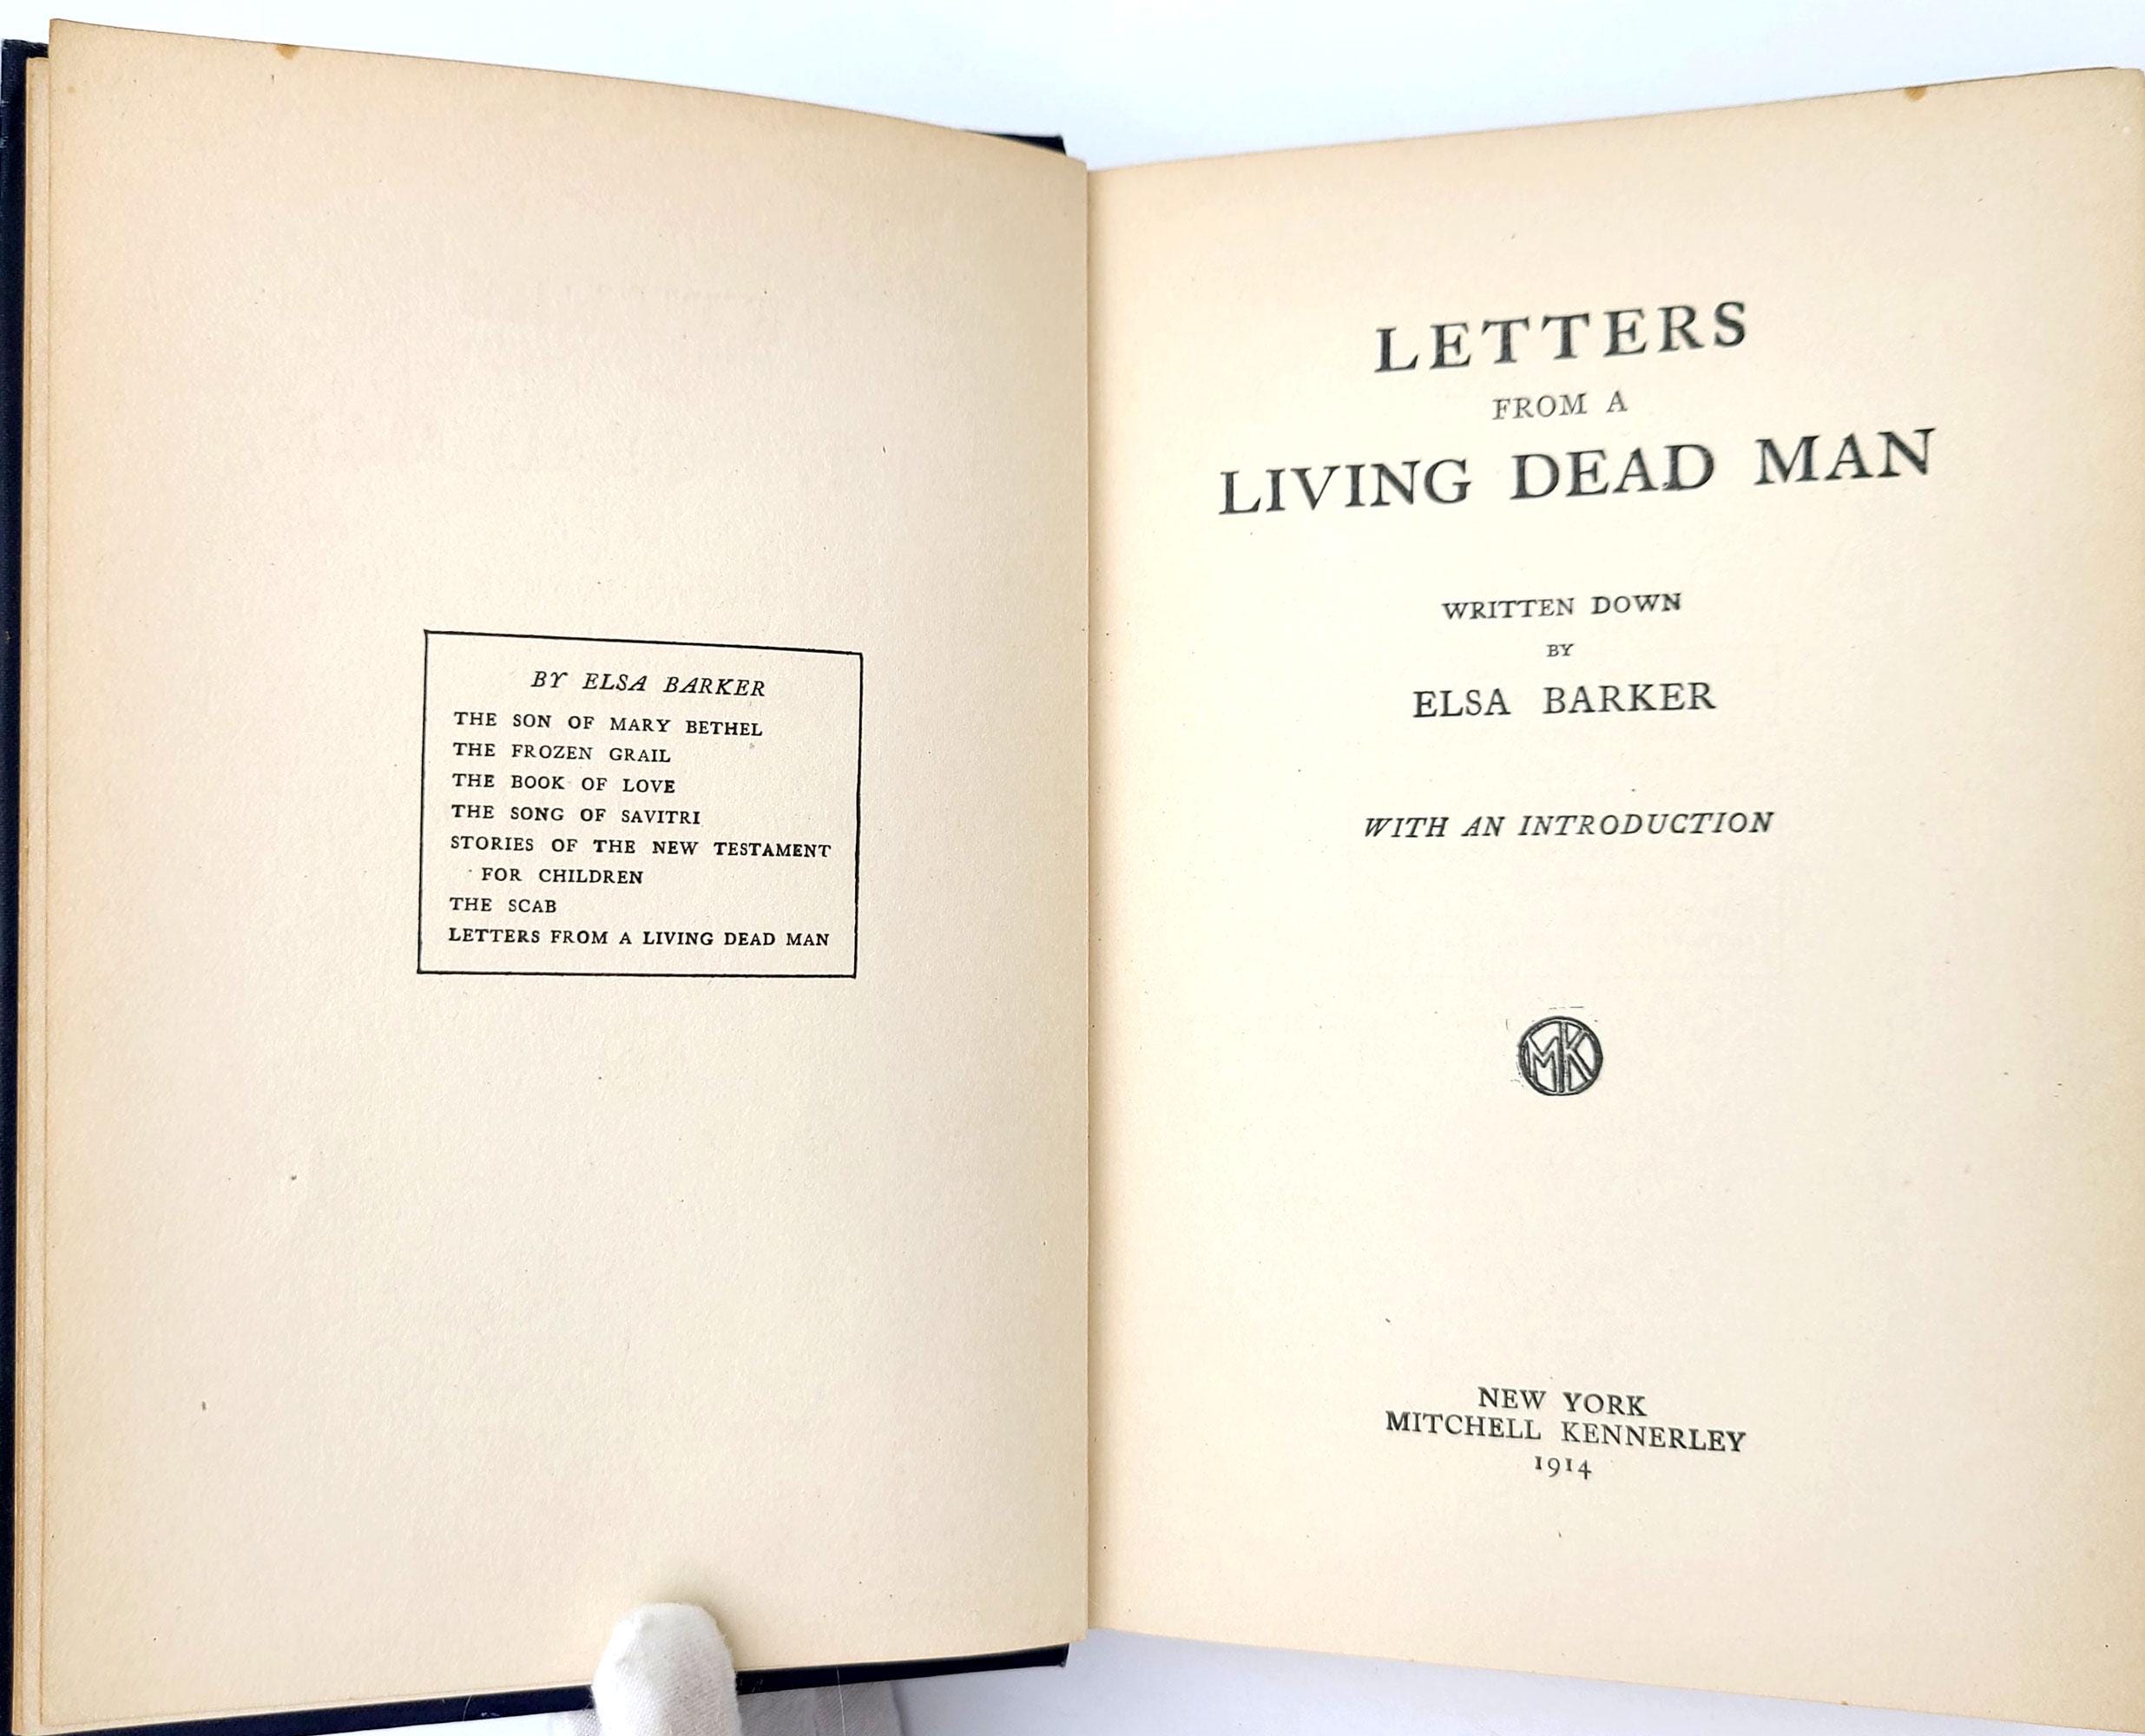 BY ELSA BARKER
THE SON OF MARY BETHEL
THE FROZEN GRAIL
THE BOOK OF LOVE
THE SONG OF SAVITRI
STORIES OF THE NEW TESTAMENT
FOR CHILDREN
THE SCAB
LETTERS FROM A LIVING DEAD MAN
LETTERS
FROM A
LIVING DEAD MAN
WRITTEN DOWN
BY
ELSA BARKER
WITH AN INTRODUCTION
MK
NEW YORK
MITCHELL KENNERLEY
1914